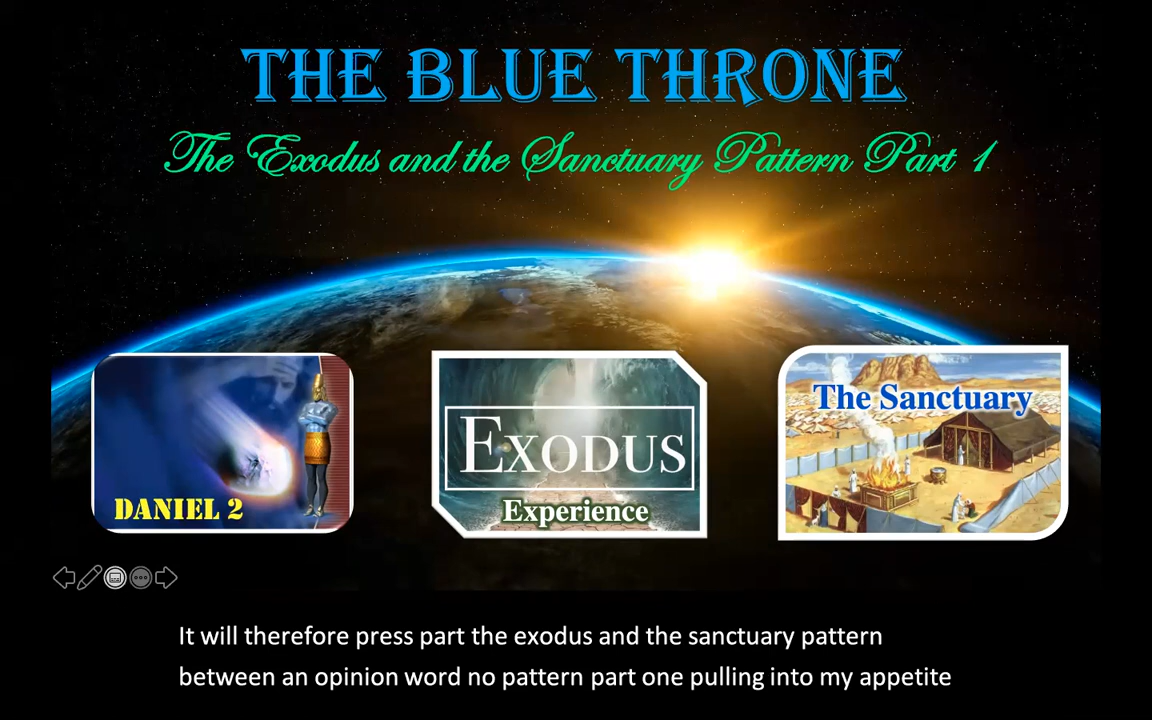 THE BLUE THRONE
The Exodus and the Sanctuary Pattern Part 1
DANIEL 2
EXODUS
Experience
The Sanctuary
It will therefore press part the exodus and the sanctuary pattern
between an opinion word no pattern part one pulling into my appetite